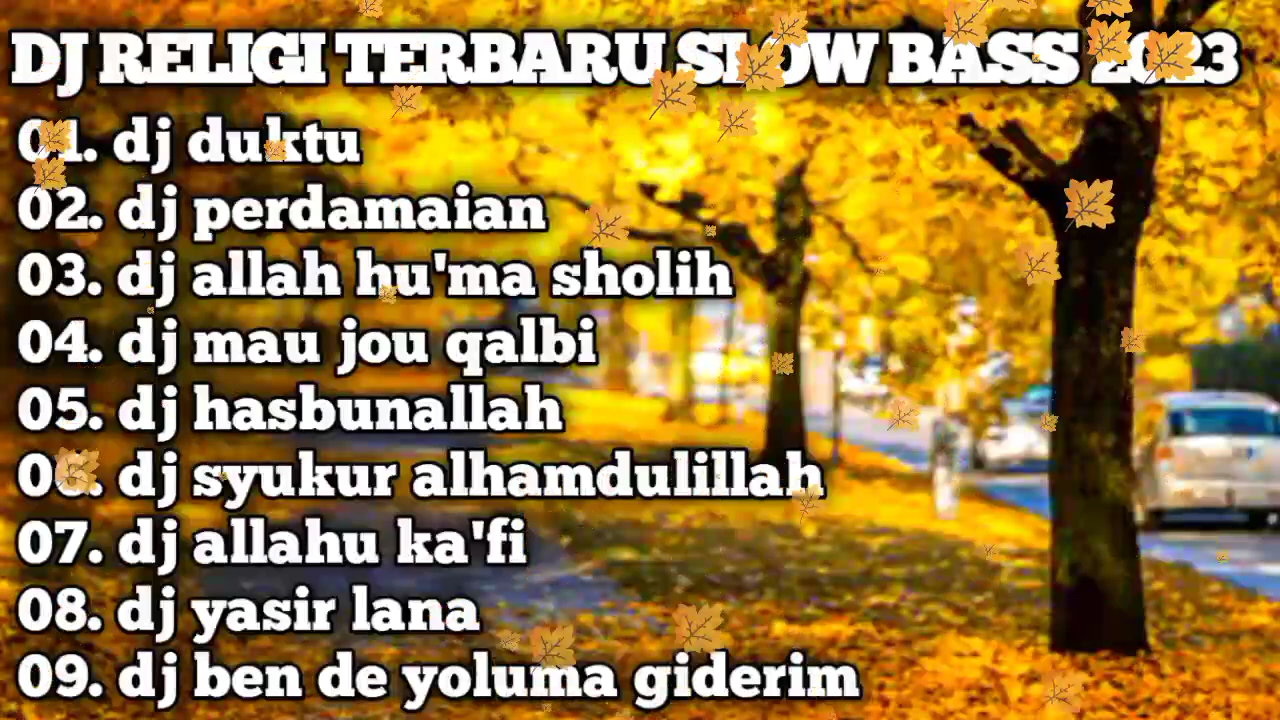 DJ RELIGI TERBARU SLOW BASS 2023
01. dj duktu
02. dj perdamaian
03. dj allah hu'ma sholih
04. dj mau jou qalbi
05. dj hasbunallah
06. dj syukur alhamdulillah
07. dj allahu ka'fi
08. dj yasir lana
09. dj ben de yoluma giderim